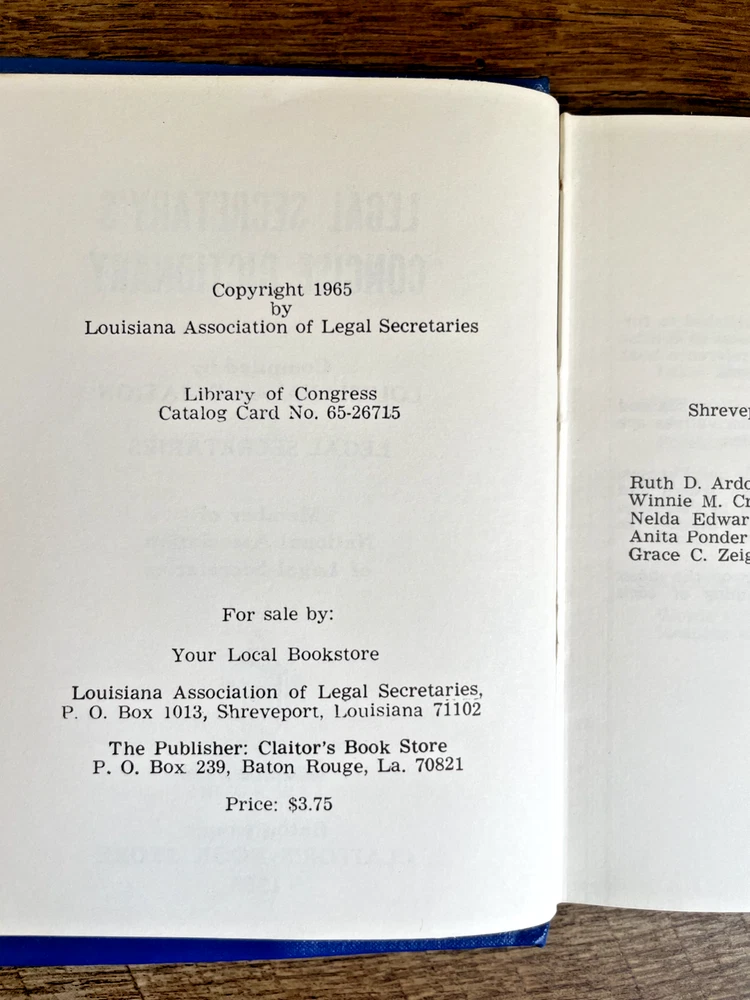 Copyright 1965
by
Louisiana Association of Legal Secretaries
Library of Congress
Catalog Card No. 65-26715
For sale by:
Your Local Bookstore
Louisiana Association of Legal Secretaries,
P. O. Box 1013, Shreveport, Louisiana 71102
The Publisher: Claitor's Book Store
P. O. Box 239, Baton Rouge, La. 70821
Price: $3.75
Ruth D.
Winnie M.
Nelda
Anita Ponder
Grace C.